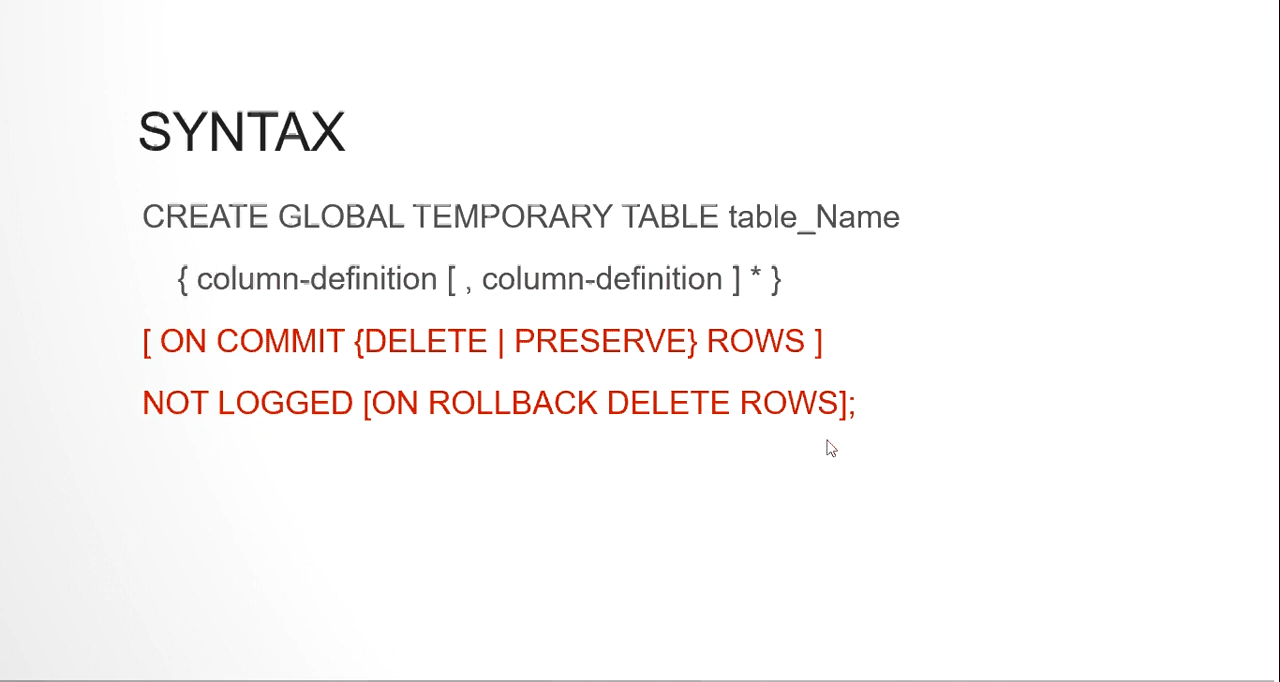 SYNTAX
CREATE GLOBAL TEMPORARY TABLE table_Name
{ column-definition [ , column-definition ] * }
[ ON COMMIT {DELETE | PRESERVE} ROWS ]
NOT LOGGED [ON ROLLBACK DELETE ROWS];